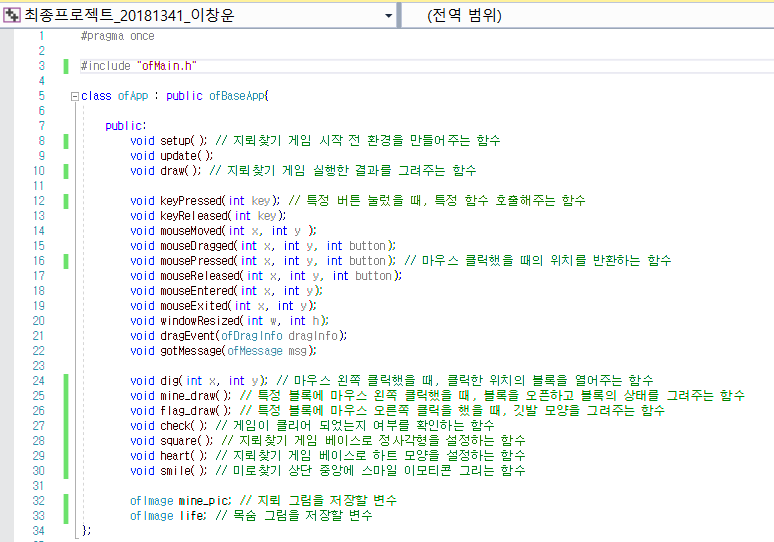 최종프로젝트_20181341_이창운 (전역 범위)
1 #pragma once
2
3 #include "ofMain.h"
4
5 class ofApp : public ofBaseApp{
6
7 public:
8 void setup(); // 지뢰찾기 게임 시작 전 환경을 만들어주는 함수
9 void update();
10 void draw(); // 지뢰찾기 게임 실행한 결과를 그려주는 함수
11
12 void keyPressed(int key); // 특정 버튼 눌렀을 때, 특정 함수 호출해주는 함수
13 void keyReleased(int key);
14 void mouseMoved(int x, int y );
15 void mouseDragged(int x, int y, int button);
16 void mousePressed(int x, int y, int button); // 마우스 클릭했을 때의 위치를 반환하는 함수
17 void mouseReleased(int x, int y, int button);
18 void mouseEntered(int x, int y);
19 void mouseExited(int x, int y);
20 void windowResized(int w, int h);
21 void dragEvent(ofDragInfo dragInfo);
22 void gotMessage(ofMessage msg);
23
24 void dig(int x, int y); // 마우스 왼쪽 클릭했을 때, 클릭한 위치의 블록을 열어주는 함수
25 void mine_draw(); // 특정 블록에 마우스 왼쪽 클릭했을 때, 블록을 오픈하고 블록의 상태를 그려주는 함수
26 void flag_draw(); // 특정 블록에 마우스 오른쪽 클릭을 했을 때, 깃발 모양을 그려주는 함수
27 void check(); // 게임이 클리어 되었는지 여부를 확인하는 함수
28 void square(); // 지뢰찾기 게임 베이스로 정사각형을 설정하는 함수
29 void heart(); // 지뢰찾기 게임 베이스로 하트 모양을 설정하는 함수
30 void smile(); // 미로찾기 상단 중앙에 스마일 이모티콘 그리는 함수
31
32 ofImage mine_pic; // 지뢰 그림을 저장할 변수
33 ofImage life; // 목숨 그림을 저장할 변수
34 };